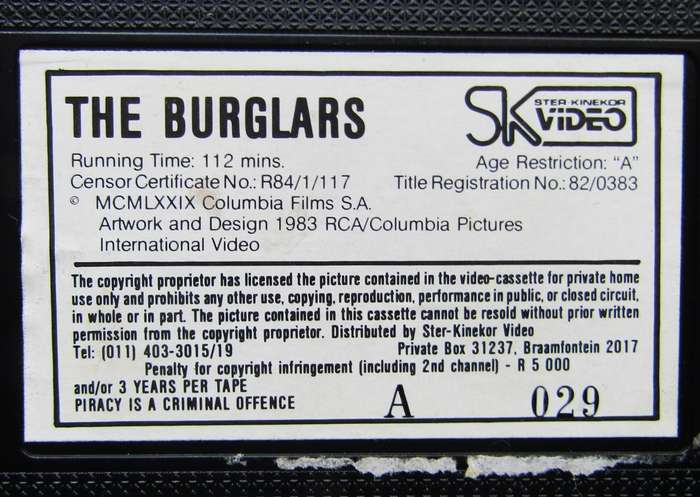 THE BURGLARS
SK STER-KINEKOR VIDEO
Running Time: 112 mins.
Age Restriction: "A"
Censor Certificate No.: R84/1/117
Title Registration No.: 82/0383
© MCMLXXIX Columbia Films S.A.
Artwork and Design 1983 RCA/Columbia Pictures
International Video
The copyright proprietor has licensed the picture contained in the video-cassette for private home
use only and prohibits any other use, copying, reproduction, performance in public, or closed circuit,
in whole or in part. The picture contained in this cassette cannot be resold without prior written
permission from the copyright proprietor. Distributed by Ster-Kinekor Video
Tel: (011) 403-3015/19 Private Box 31237, Braamfontein 2017
Penalty for copyright infringement (including 2nd channel) - R 5 000
and/or 3 YEARS PER TAPE
PIRACY IS A CRIMINAL OFFENCE
A 029